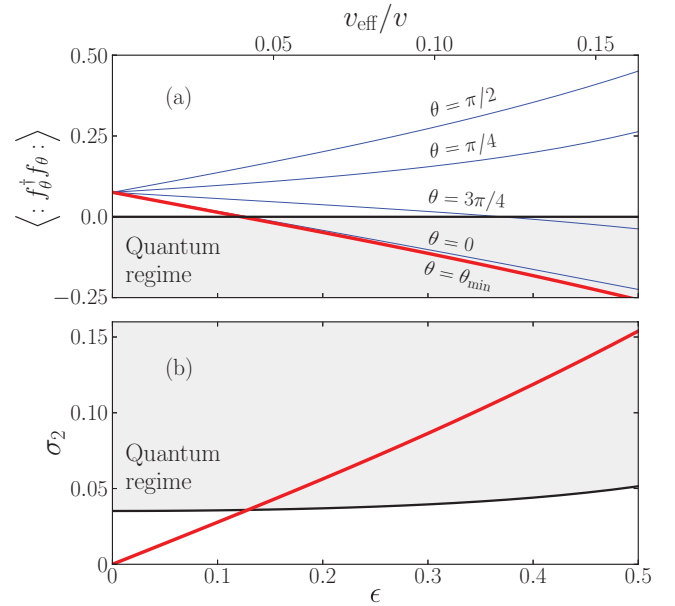 v_eff/v
0.05 0.10 0.15
0.50
0.25
0.0
−0.25
⟨: f†_θ f_θ :⟩
(a)
θ = π/2
θ = π/4
θ = 3π/4
θ = 0
θ = θ_min
Quantum
regime
0.15
0.10
0.05
0
σ₂
(b)
Quantum
regime
0 0.1 0.2 0.3 0.4 0.5
ϵ